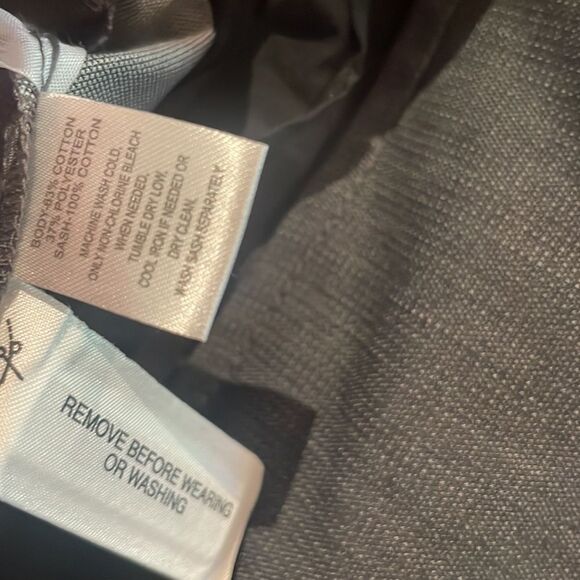 BODY-63% COTTON
37% POLYESTER
SASH-100% COTTON
MACHINE WASH COLD,
ONLY NON-CHLORINE BLEACH
WHEN NEEDED.
TUMBLE DRY LOW.
COOL IRON IF NEEDED OR
DRY CLEAN.
WASH SASH SEPARATELY.
REMOVE BEFORE WEARING
OR WASHING